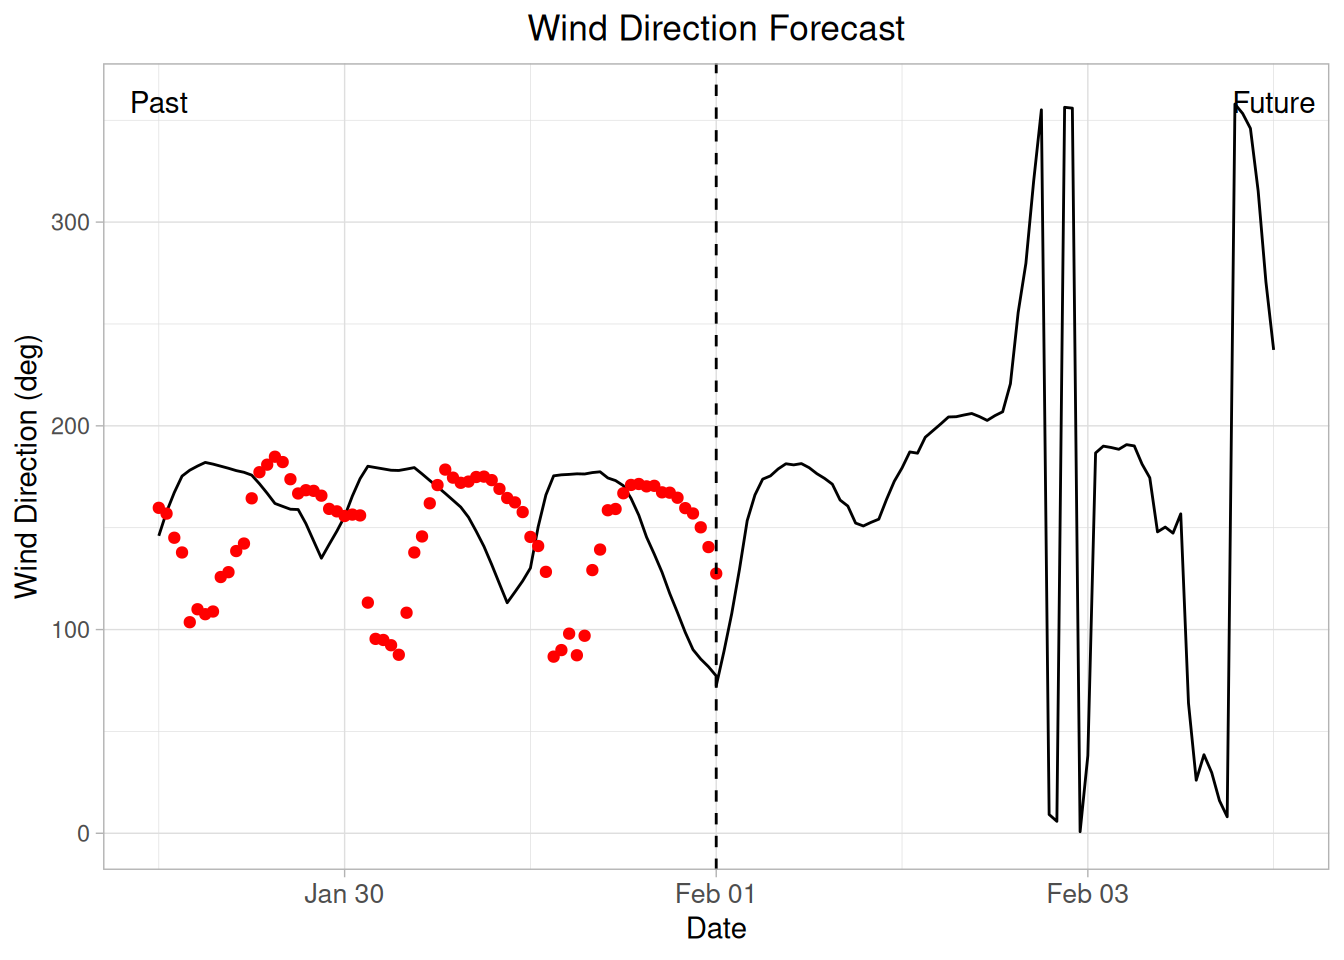 Wind Direction Forecast
Past
Future
Wind Direction (deg)
300
200
100
0
Jan 30
Feb 01
Feb 03
Date